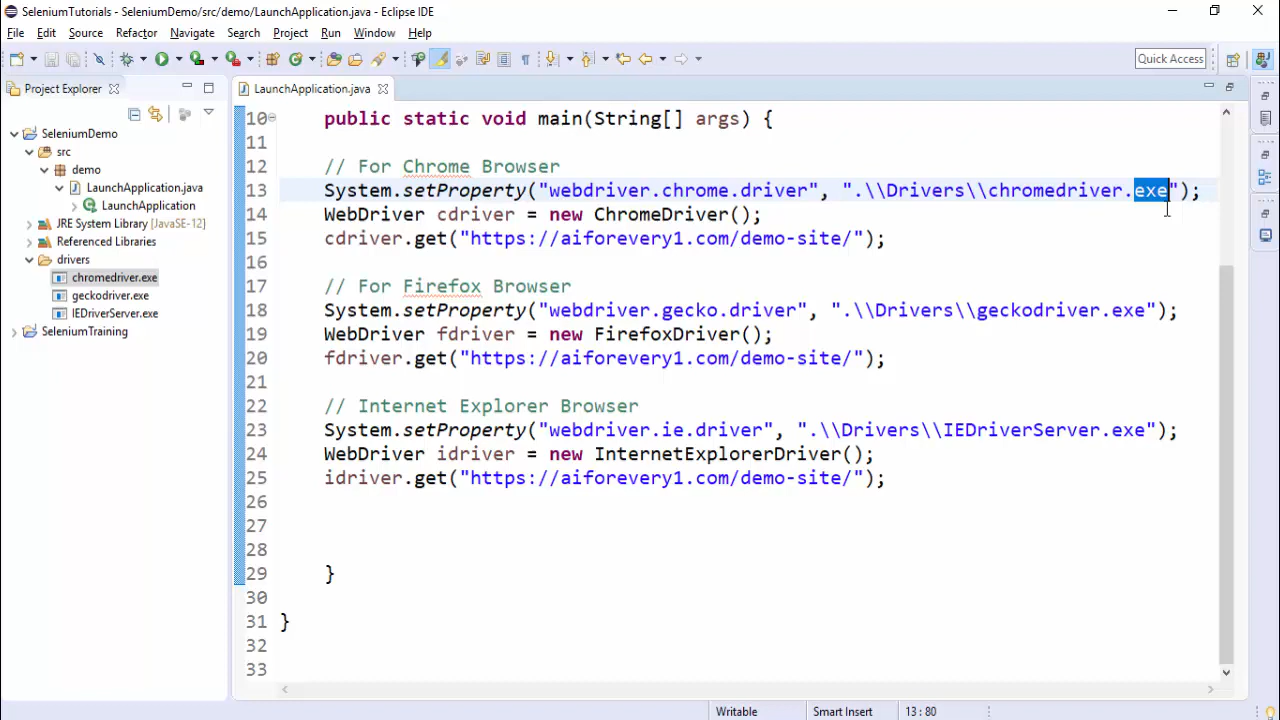 SeleniumTutorials - SeleniumDemo/src/demo/LaunchApplication.java - Eclipse IDE
File Edit Source Refactor Navigate Search Project Run Window Help
Quick Access
Project Explorer
LaunchApplication.java
SeleniumDemo
src
demo
LaunchApplication.java
LaunchApplication
JRE System Library [JavaSE-12]
Referenced Libraries
drivers
chromedriver.exe
geckodriver.exe
IEDriverServer.exe
SeleniumTraining
10 public static void main(String[] args) {
11
12 // For Chrome Browser
13 System.setProperty("webdriver.chrome.driver", ".\\Drivers\\chromedriver.exe");
14 WebDriver cdriver = new ChromeDriver();
15 cdriver.get("https://aiforevery1.com/demo-site/");
16
17 // For Firefox Browser
18 System.setProperty("webdriver.gecko.driver", ".\\Drivers\\geckodriver.exe");
19 WebDriver fdriver = new FirefoxDriver();
20 fdriver.get("https://aiforevery1.com/demo-site/");
21
22 // Internet Explorer Browser
23 System.setProperty("webdriver.ie.driver", ".\\Drivers\\IEDriverServer.exe");
24 WebDriver idriver = new InternetExplorerDriver();
25 idriver.get("https://aiforevery1.com/demo-site/");
26
27
28
29 }
30
31 }
32
33
Writable Smart Insert 13 : 80